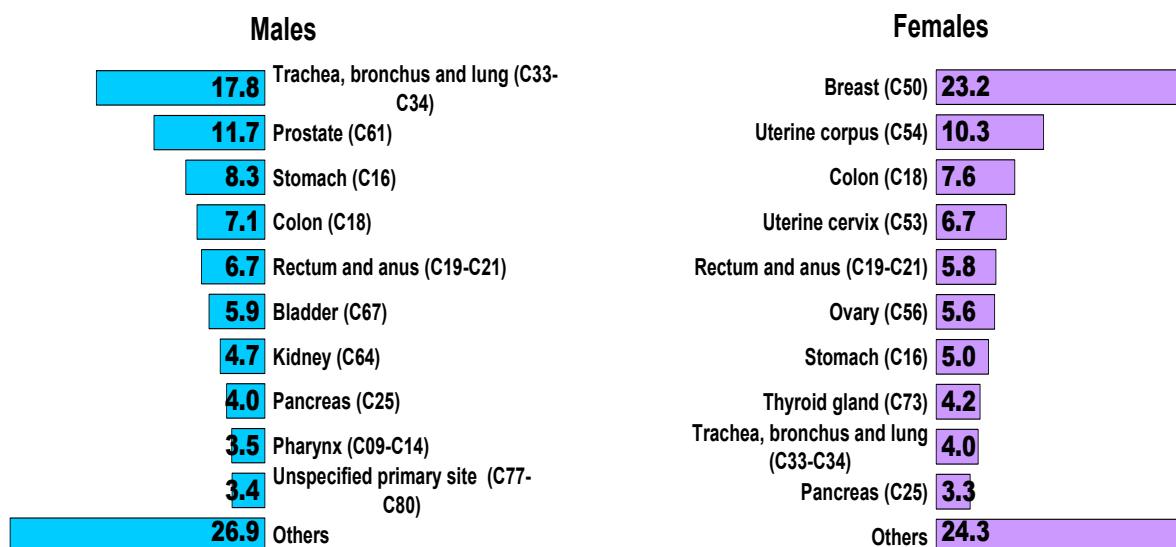 Males
17.8 Trachea, bronchus and lung (C33-
C34)
11.7 Prostate (C61)
8.3 Stomach (C16)
7.1 Colon (C18)
6.7 Rectum and anus (C19-C21)
5.9 Bladder (C67)
4.7 Kidney (C64)
4.0 Pancreas (C25)
3.5 Pharynx (C09-C14)
3.4 Unspecified primary site (C77-
C80)
26.9 Others
Females
Breast (C50) 23.2
Uterine corpus (C54) 10.3
Colon (C18) 7.6
Uterine cervix (C53) 6.7
Rectum and anus (C19-C21) 5.8
Ovary (C56) 5.6
Stomach (C16) 5.0
Thyroid gland (C73) 4.2
Trachea, bronchus and lung
(C33-C34) 4.0
Pancreas (C25) 3.3
Others 24.3